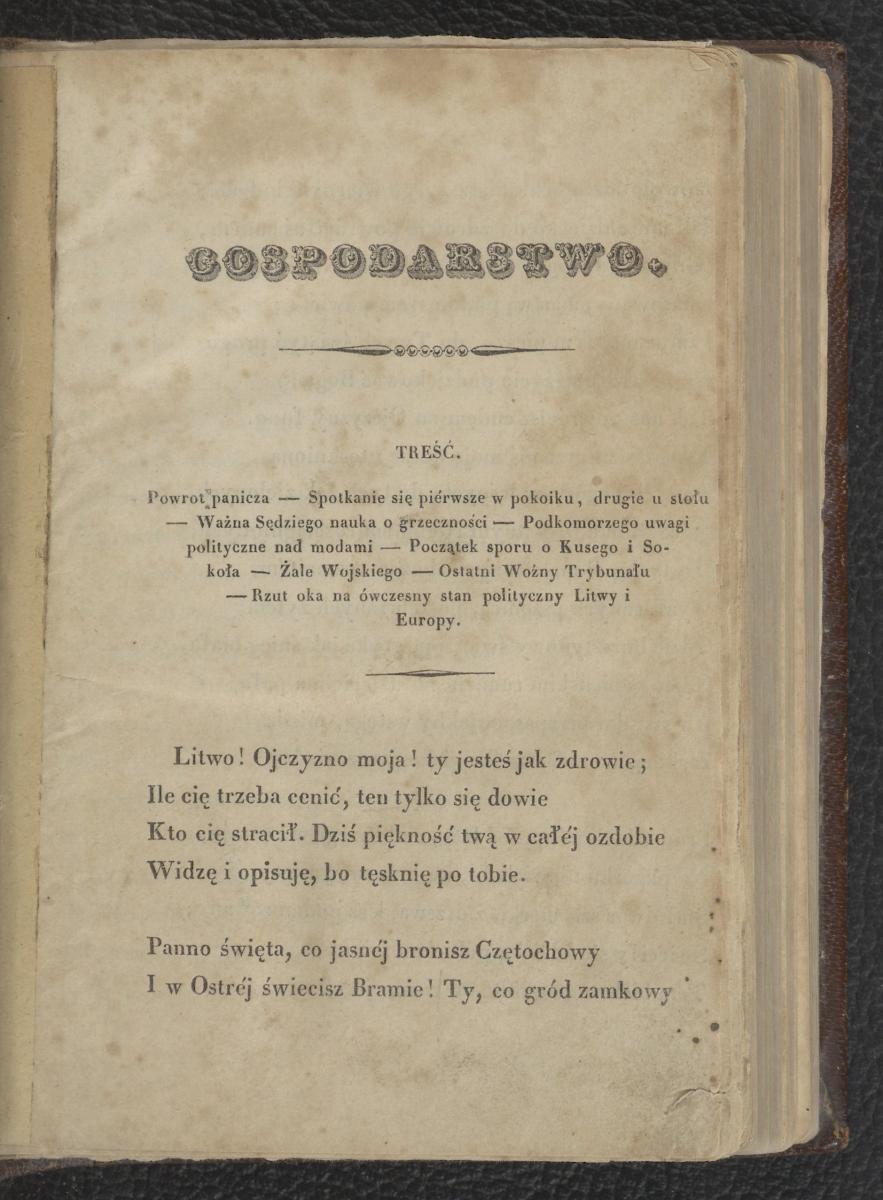 GOSPODARSTWO.
TREŚĆ.
Powrot panicza — Spotkanie się piérwsze w pokoiku, drugie u stołu
— Ważna Sędziego nauka o grzeczności — Podkomorzego uwagi
polityczne nad modami — Początek sporu o Kusego i So-
koła — Żale Wojskiego — Ostatni Woźny Trybunału
— Rzut oka na ówczesny stan polityczny Litwy i
Europy.
Litwo! Ojczyzno moja! ty jesteś jak zdrowie;
Ile cię trzeba cenić, ten tylko się dowie
Kto cię stracił. Dziś piękność twą w całéj ozdobie
Widzę i opisuję, bo tęsknię po tobie.
Panno święta, co jasnéj bronisz Czętochowy
I w Ostréj świecisz Bramie! Ty, co gród zamkowy